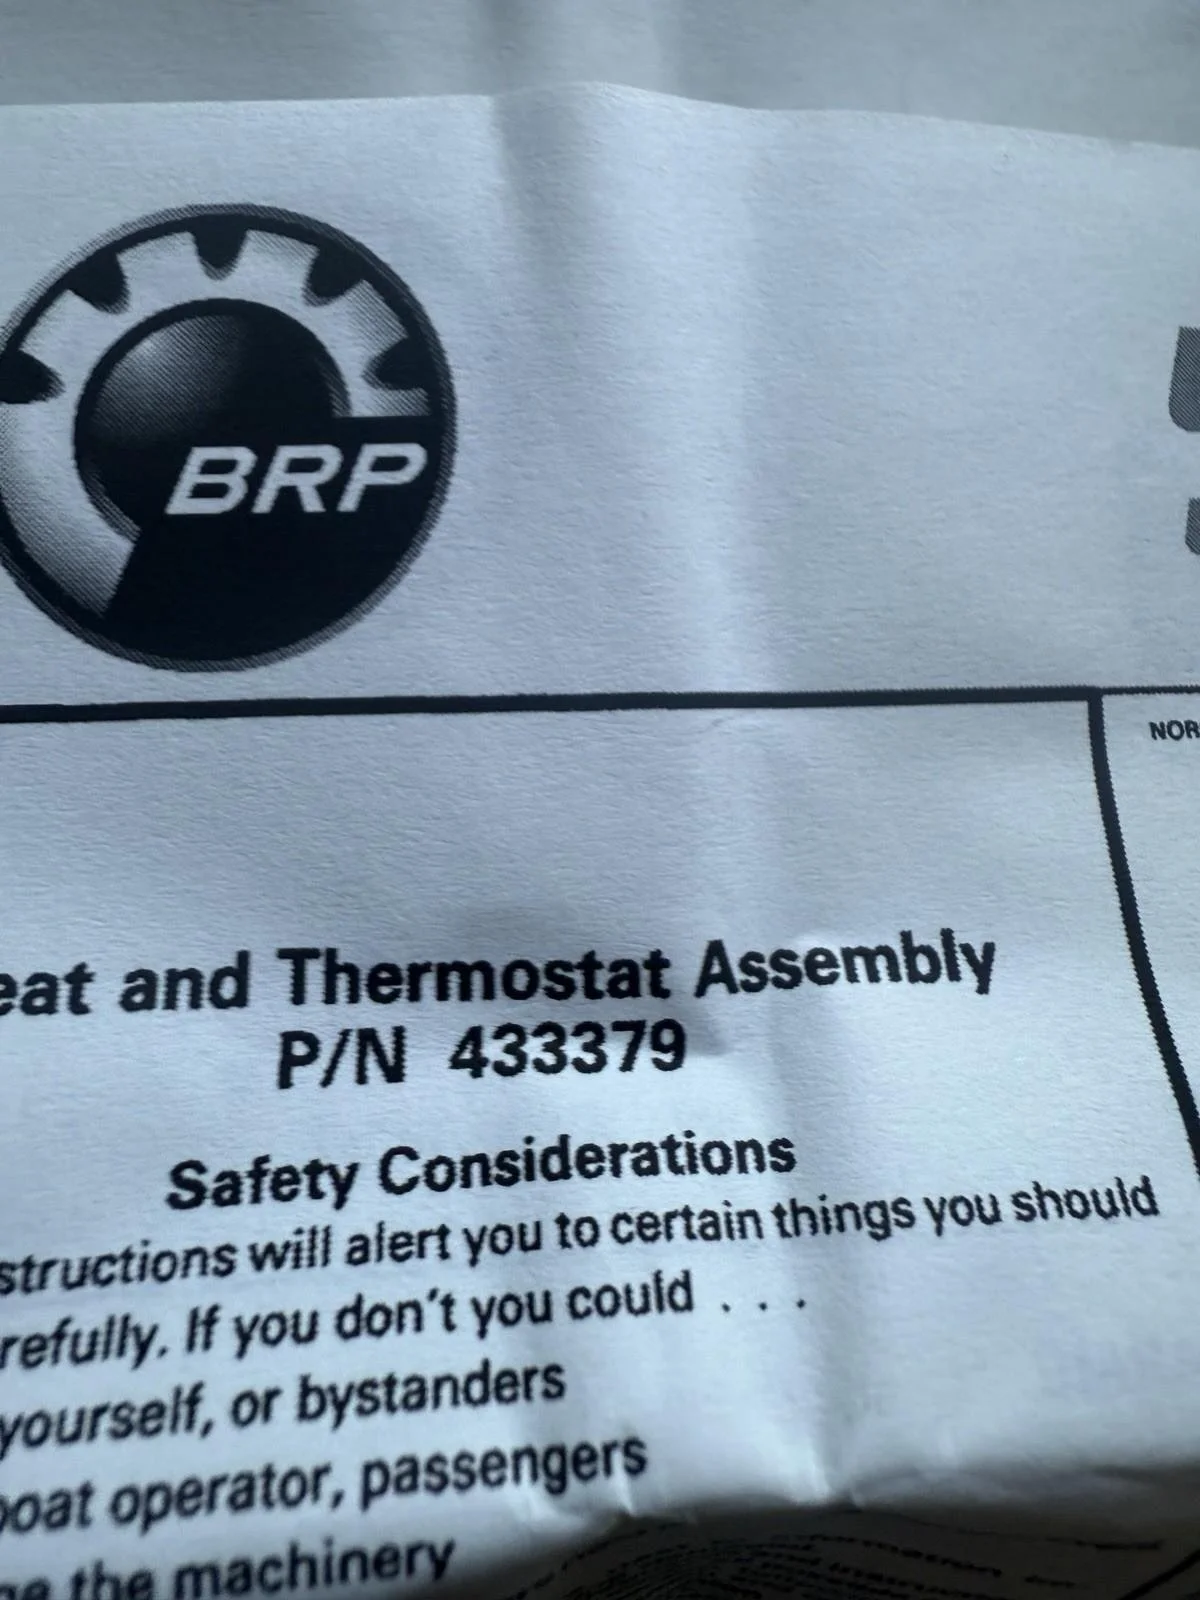 BRP
NOR
eat and Thermostat Assembly
P/N 433379
Safety Considerations
structions will alert you to certain things you should
refully. If you don't you could . . .
yourself, or bystanders
oat operator, passengers
the machinery